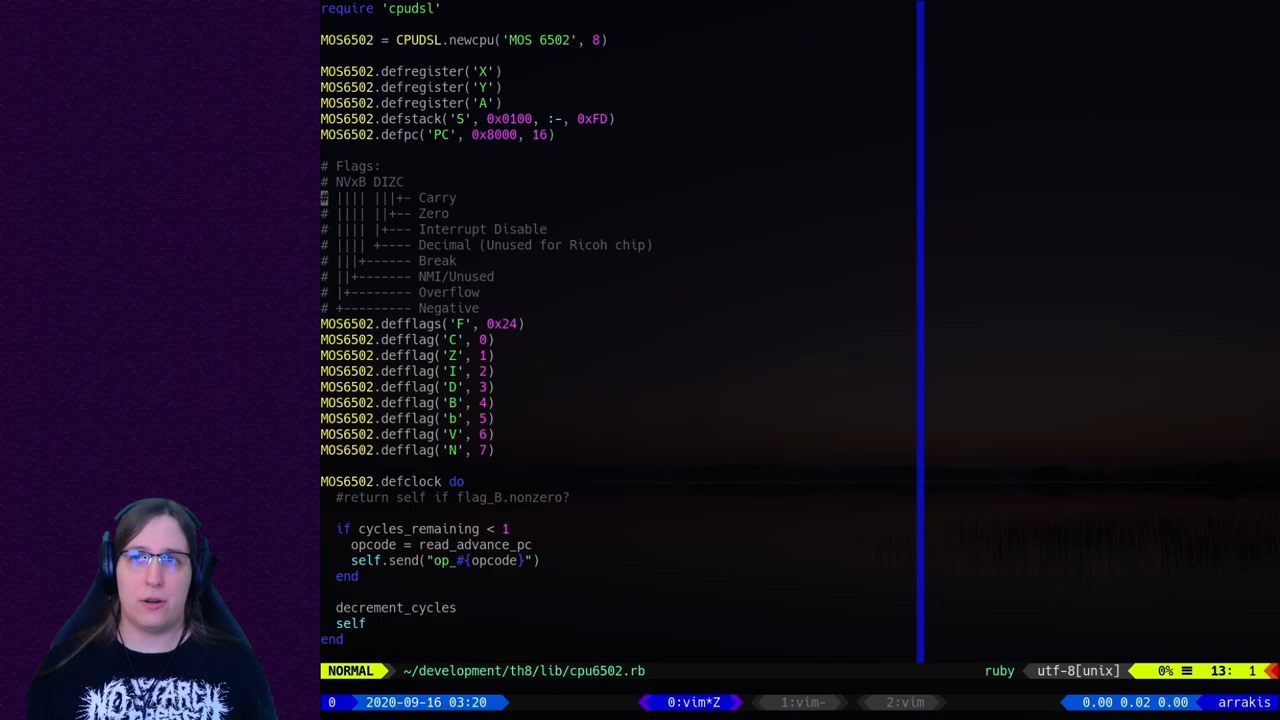 require 'cpudsl'
MOS6502 = CPUDSL.newcpu('MOS 6502', 8)
MOS6502.defregister('X')
MOS6502.defregister('Y')
MOS6502.defregister('A')
MOS6502.defstack('S', 0x0100, :-, 0xFD)
MOS6502.defpc('PC', 0x8000, 16)
# Flags:
# NVxB DIZC
# |||| |||+- Carry
# |||| ||+-- Zero
# |||| |+--- Interrupt Disable
# |||| +---- Decimal (Unused for Ricoh chip)
# |||+------ Break
# ||+------- NMI/Unused
# |+-------- Overflow
# +--------- Negative
MOS6502.defflags('F', 0x24)
MOS6502.defflag('C', 0)
MOS6502.defflag('Z', 1)
MOS6502.defflag('I', 2)
MOS6502.defflag('D', 3)
MOS6502.defflag('B', 4)
MOS6502.defflag('b', 5)
MOS6502.defflag('V', 6)
MOS6502.defflag('N', 7)
MOS6502.defclock do
#return self if flag_B.nonzero?
if cycles_remaining < 1
opcode = read_advance_pc
self.send("op_#{opcode}")
end
decrement_cycles
self
end
NORMAL ~/development/th8/lib/cpu6502.rb ruby utf-8[unix] 0% ≡ 13: 1
0 2020-09-16 03:20 0:vim*Z 1:vim- 2:vim 0.00 0.02 0.00 arrakis
NO STARCH